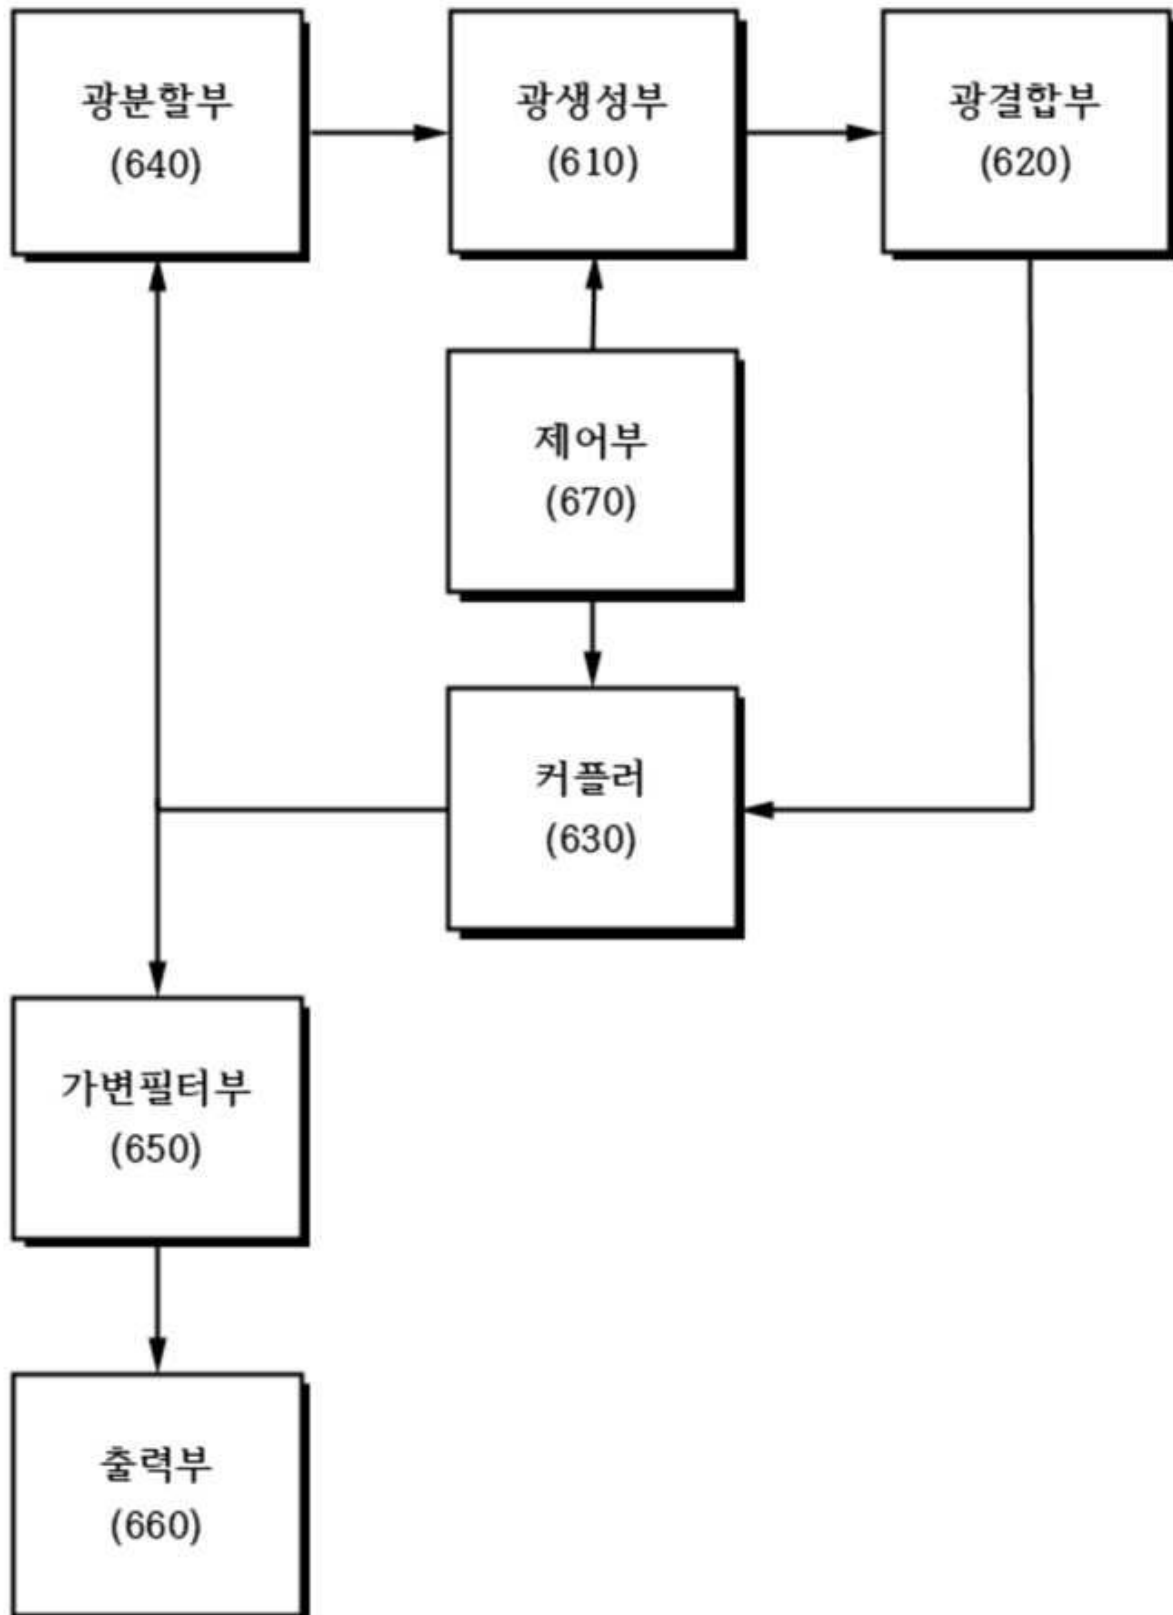 광분할부
(640)
광생성부
(610)
광결합부
(620)
제어부
(670)
커플러
(630)
가변필터부
(650)
출력부
(660)